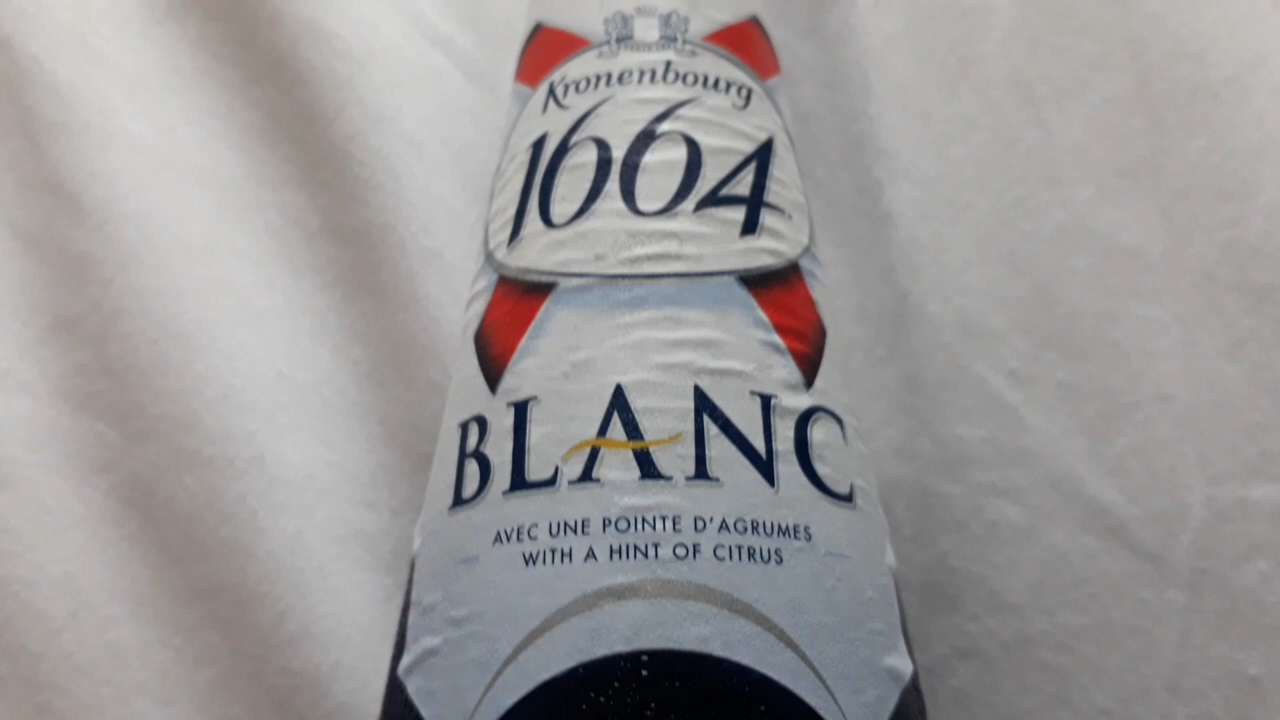 Kronenbourg
1664
BLANC
AVEC UNE POINTE D'AGRUMES
WITH A HINT OF CITRUS